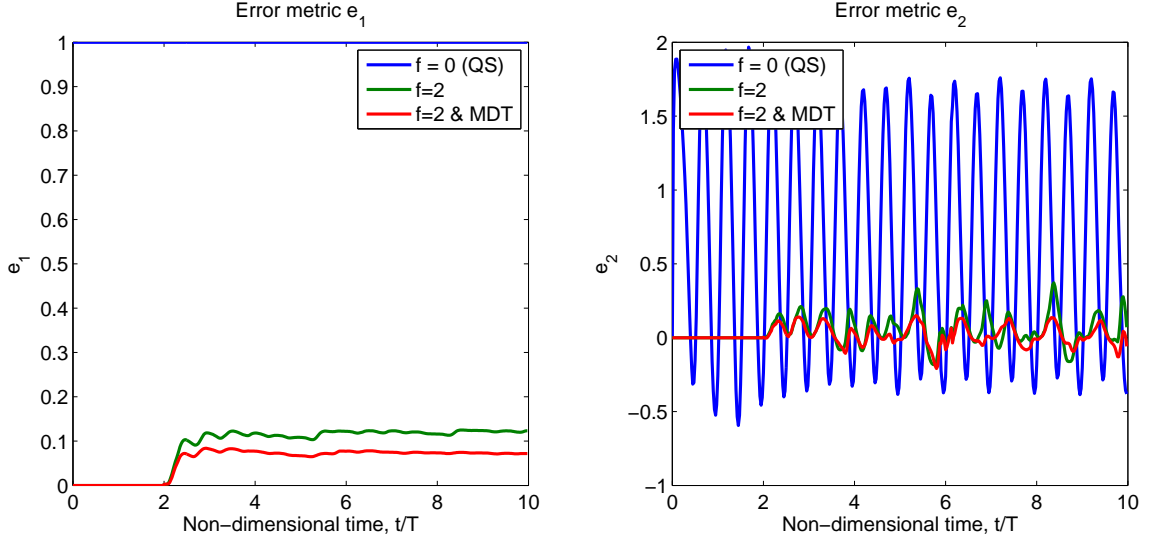 Error metric e1
1
0.9
0.8
0.7
0.6
0.5
0.4
0.3
0.2
0.1
0
e1
0 2 4 6 8 10
Non−dimensional time, t/T
f = 0 (QS)
f=2
f=2 & MDT
Error metric e2
2
1.5
1
0.5
0
−0.5
−1
e2
0 2 4 6 8 10
Non−dimensional time, t/T
f = 0 (QS)
f=2
f=2 & MDT